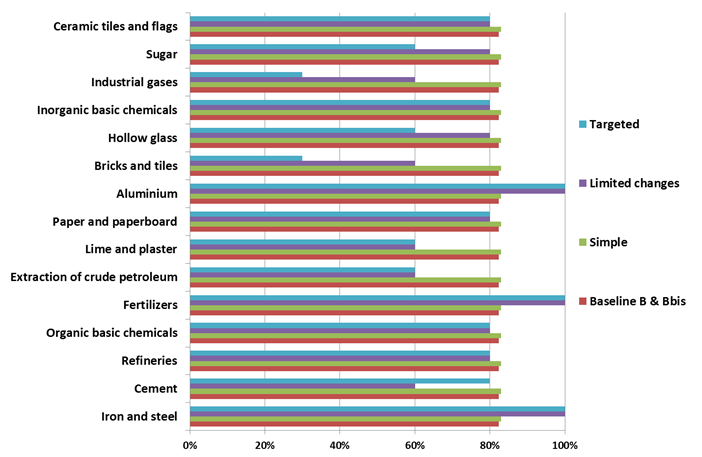 Ceramic tiles and flags
Sugar
Industrial gases
Inorganic basic chemicals
Hollow glass
Bricks and tiles
Aluminium
Paper and paperboard
Lime and plaster
Extraction of crude petroleum
Fertilizers
Organic basic chemicals
Refineries
Cement
Iron and steel
0% 20% 40% 60% 80% 100%
Targeted
Limited changes
Simple
Baseline B & Bbis